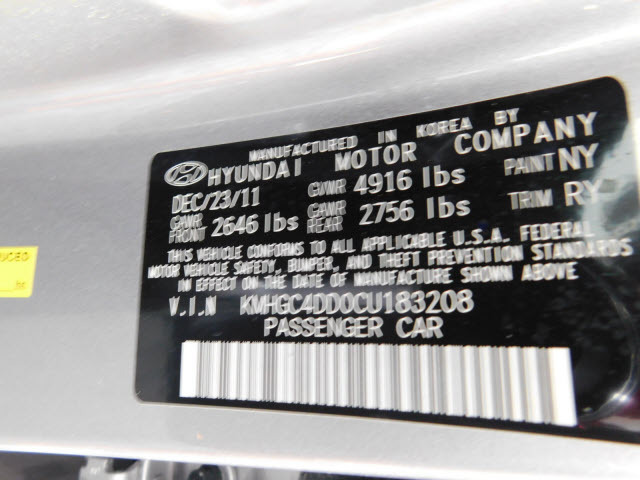 MANUFACTURED IN KOREA BY
HYUNDAI MOTOR COMPANY
DEC/23/11 GVWR 4916 lbs PAINT NY
GAWR FRONT 2646 lbs GAWR REAR 2756 lbs TRIM RY
THIS VEHICLE CONFORMS TO ALL APPLICABLE U.S.A. FEDERAL
MOTOR VEHICLE SAFETY, BUMPER, AND THEFT PREVENTION STANDARDS
IN EFFECT ON THE DATE OF MANUFACTURE SHOWN ABOVE
V.I.N KMHGC4DD0CU183208
PASSENGER CAR